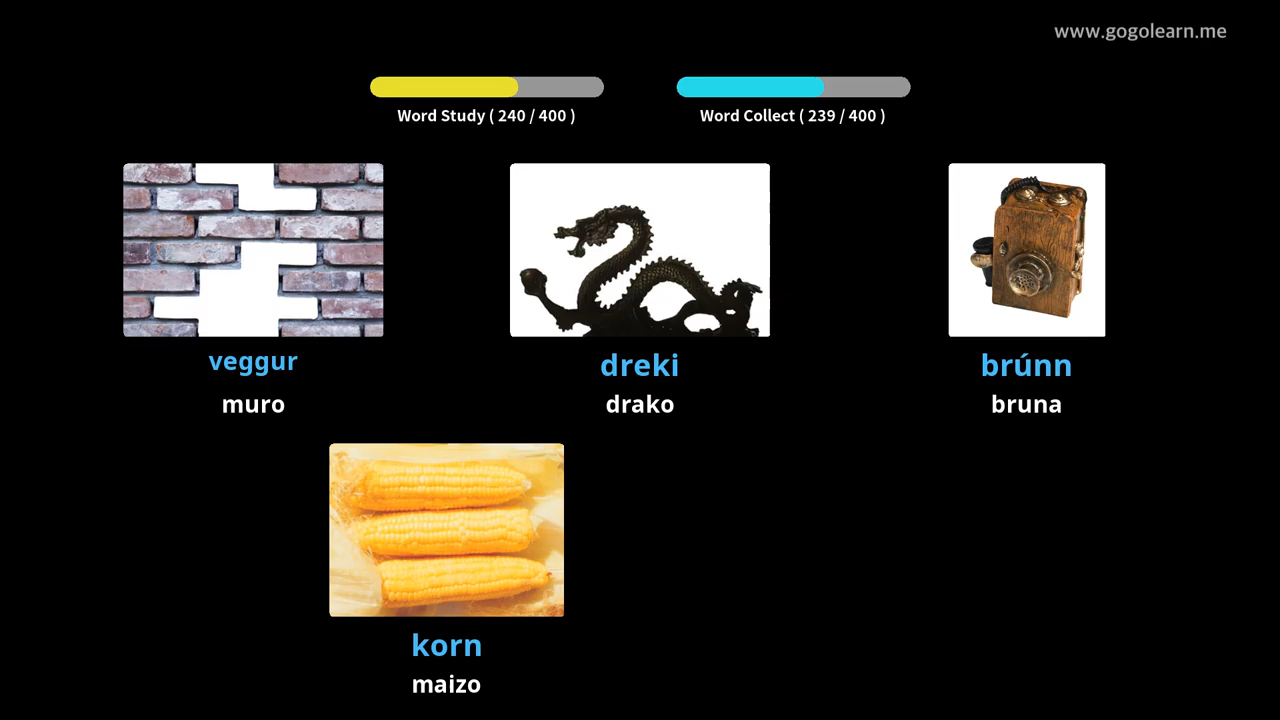 www.gogolearn.me
Word Study ( 240 / 400 )
Word Collect ( 239 / 400 )
veggur
muro
dreki
drako
brúnn
bruna
korn
maizo